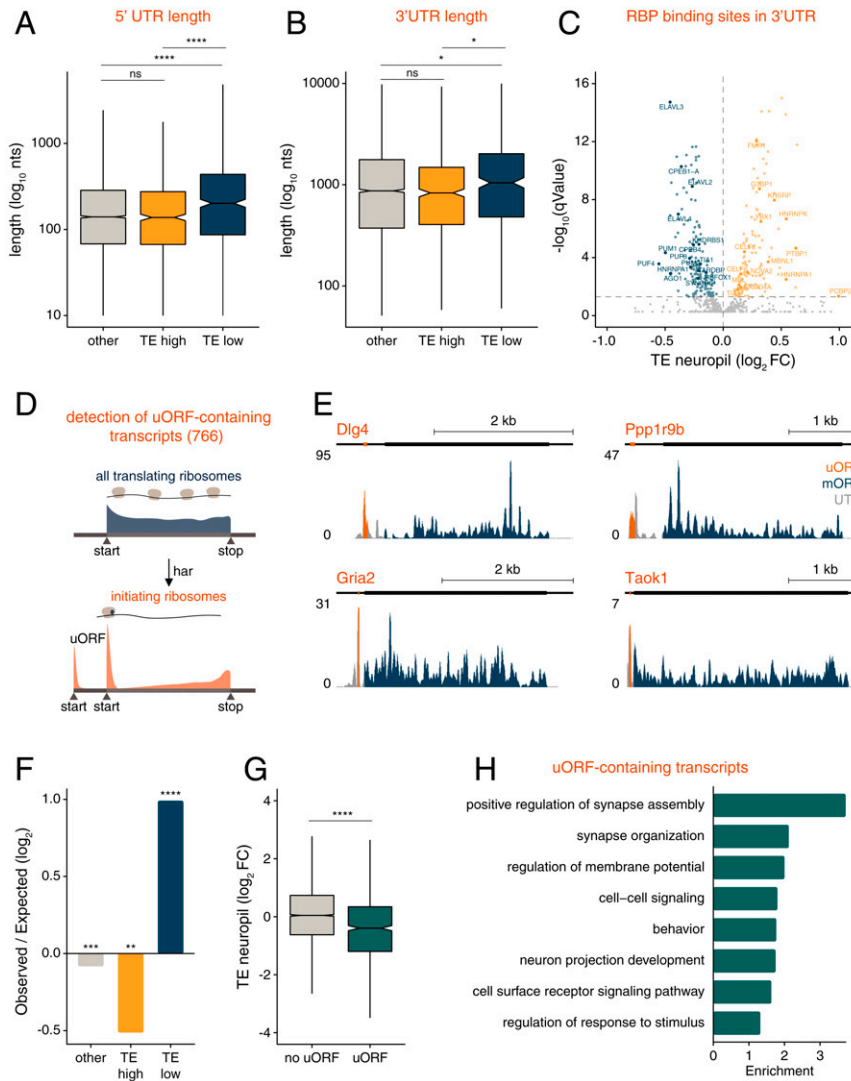 A
5' UTR length
****
****
ns
length (log10 nts)
1000
100
10
other
TE high
TE low
B
3'UTR length
*
*
ns
length (log10 nts)
10000
1000
100
other
TE high
TE low
C
RBP binding sites in 3'UTR
-log10(qValue)
-16
12
8
4
0
ELAVL3
CPEB1-A
ELAVL2
ELAVL4
PUM1
PUF4
HNRNPA1
AGO1
CPEB4
KHDRBS1
HNRNPK
PTBP1
MBNL1
HNRNPA1
PCBP2
-1.0
-0.5
0.0
0.5
1.0
TE neuropil (log2 FC)
D
detection of uORF-containing
transcripts (766)
all translating ribosomes
start
stop
har
initiating ribosomes
uORF
start
start
stop
E
Dlg4
2 kb
95
0
Ppp1r9b
1 kb
47
0
uOR
mOR
UT
Gria2
2 kb
31
0
Taok1
1 kb
7
0
F
Observed / Expected (log2)
1.0
0.5
0.0
-0.5
***
**
****
other
TE high
TE low
G
****
TE neuropil (log2 FC)
4
2
0
-2
-4
no uORF
uORF
H
uORF-containing transcripts
positive regulation of synapse assembly
synapse organization
regulation of membrane potential
cell-cell signaling
behavior
neuron projection development
cell surface receptor signaling pathway
regulation of response to stimulus
0
1
2
3
Enrichment